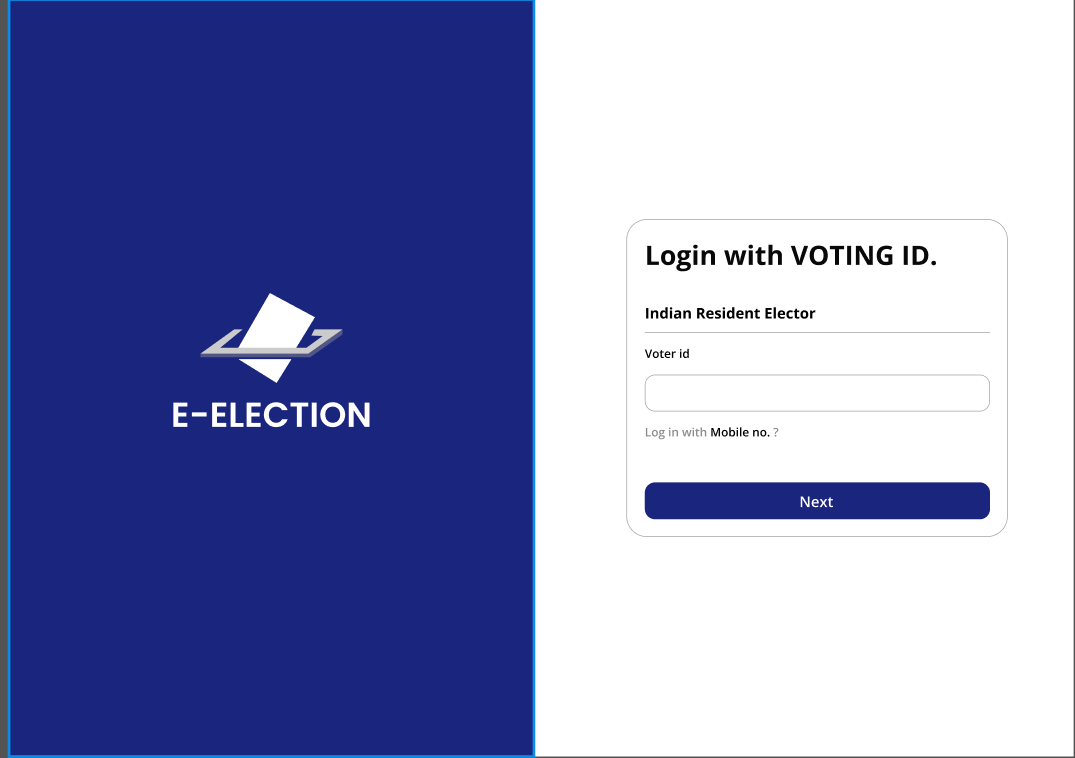 E-ELECTION
Login with VOTING ID.
Indian Resident Elector
Voter id
Log in with Mobile no. ?
Next